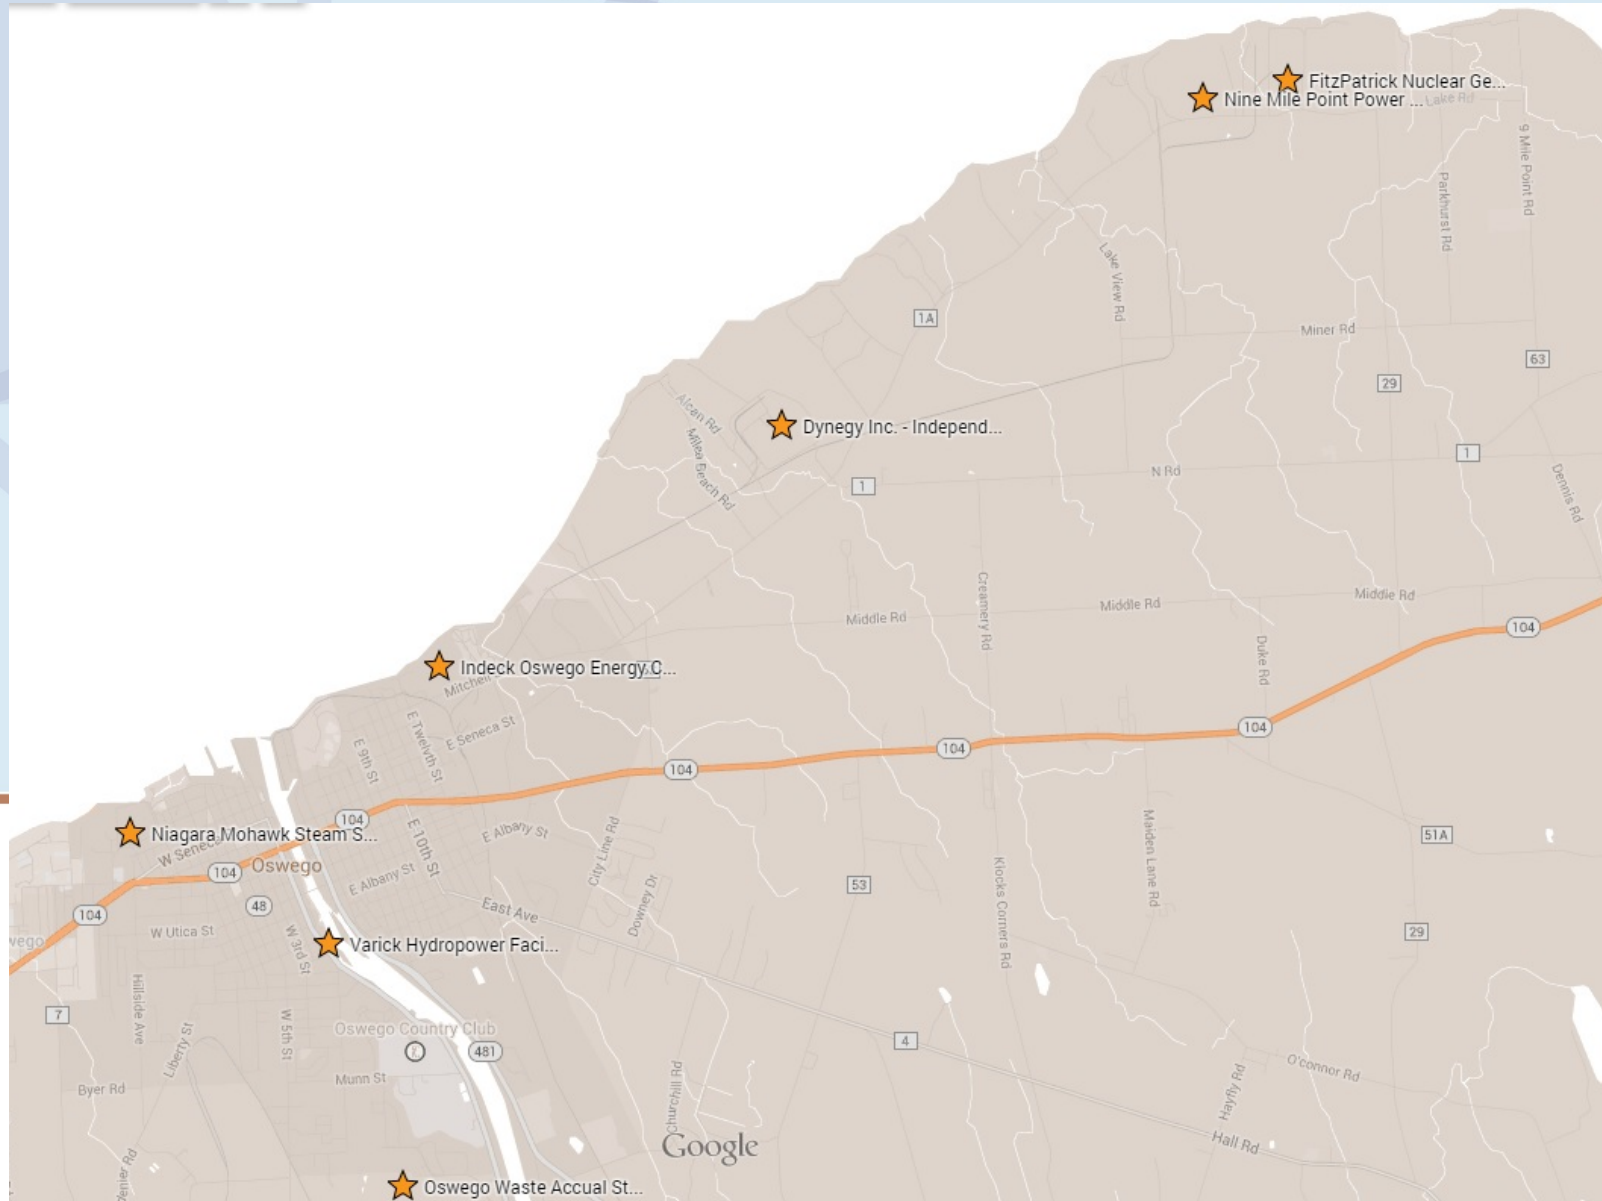 FitzPatrick Nuclear Ge...
Nine Mile Point Power ...
Lake Rd
9 Mile Point Rd
Parkhurst Rd
Lake View Rd
1A
Miner Rd
63
29
Alcan Rd
Dynegy Inc. - Independ...
Milea Beach Rd
1
N Rd
1
Dennis Rd
Creamery Rd
Middle Rd
Middle Rd
Middle Rd
104
Duke Rd
Indeck Oswego Energy C...
Mitchell
E Seneca St
E Twelvth St
E 9th St
104
104
104
104
Niagara Mohawk Steam S...
W Seneca
Oswego
104
104
48
E 10th St
E Albany St
E Albany St
City Line Rd
Downey Dr
East Ave
53
Klocks Corners Rd
Maiden Lane Rd
51A
29
W Utica St
W 3rd St
wego
Varick Hydropower Faci...
7
Hillside Ave
Liberty St
W 5th St
Oswego Country Club
481
4
Munn St
Byer Rd
Churchill Rd
O'connor Rd
Hayfly Rd
Hall Rd
Google
Oswego Waste Accual St...